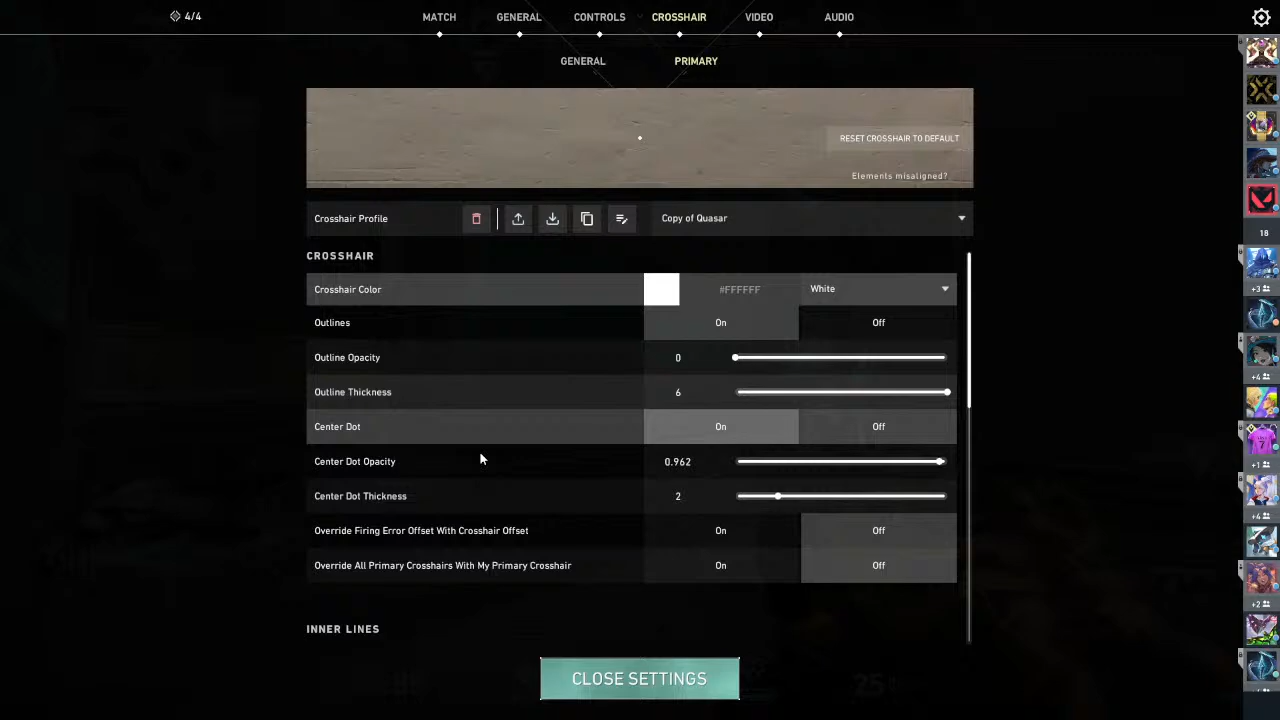 4/4
MATCH GENERAL CONTROLS CROSSHAIR VIDEO AUDIO
GENERAL PRIMARY
RESET CROSSHAIR TO DEFAULT
Elements misaligned?
Crosshair Profile Copy of Quasar
CROSSHAIR
Crosshair Color #FFFFFF White
Outlines On Off
Outline Opacity 0
Outline Thickness 6
Center Dot On Off
Center Dot Opacity 0.962
Center Dot Thickness 2
Override Firing Error Offset With Crosshair Offset On Off
Override All Primary Crosshairs With My Primary Crosshair On Off
INNER LINES
CLOSE SETTINGS
25
18
+3
+4
7
+1
+4
+2